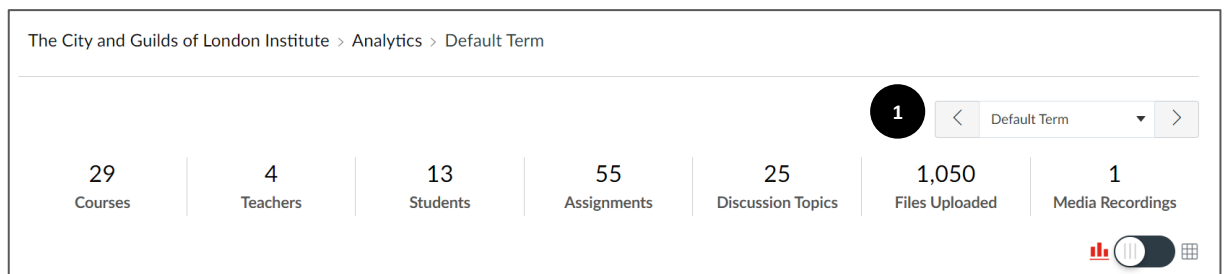 The City and Guilds of London Institute > Analytics > Default Term
1
Default Term
29 4 13 55 25 1,050 1
Courses Teachers Students Assignments Discussion Topics Files Uploaded Media Recordings